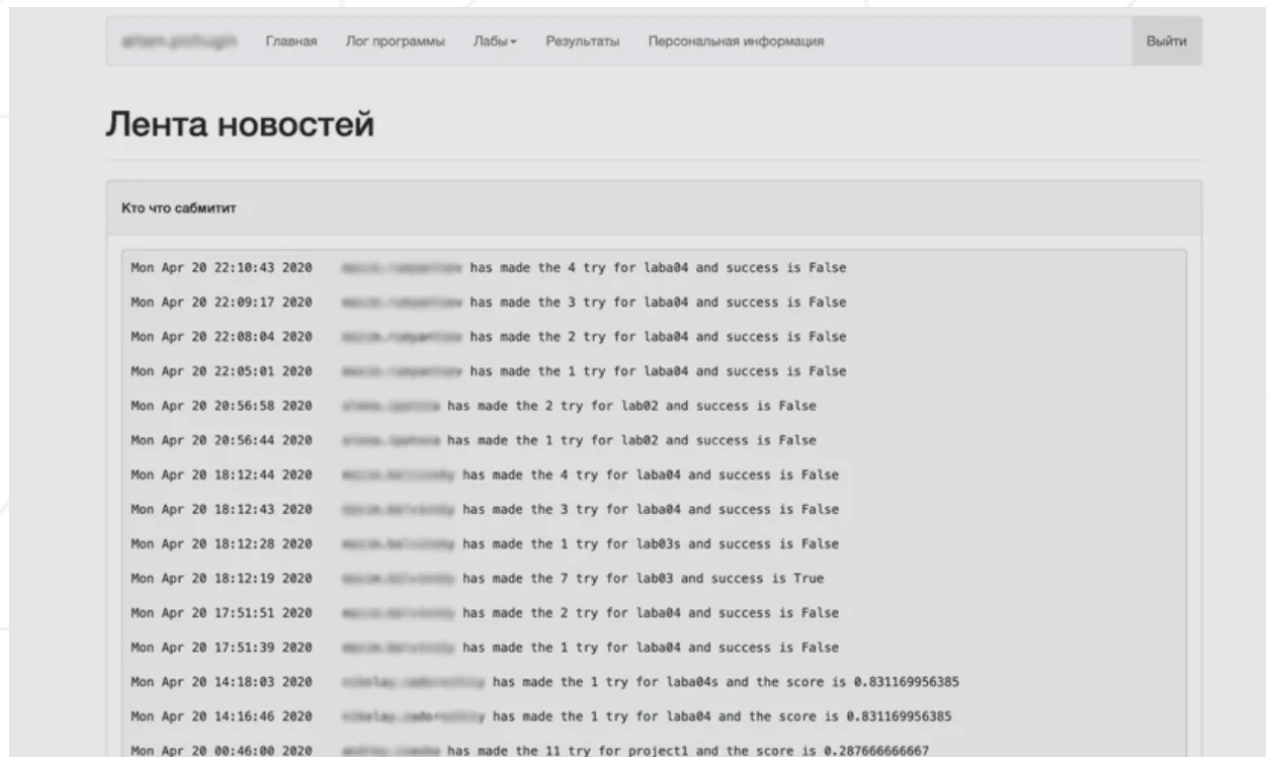 Главная Лог программы Лабы Результаты Персональная информация Выйти
Лента новостей
Кто что сабмитит
Mon Apr 20 22:10:43 2020 has made the 4 try for laba04 and success is False
Mon Apr 20 22:09:17 2020 has made the 3 try for laba04 and success is False
Mon Apr 20 22:08:04 2020 has made the 2 try for laba04 and success is False
Mon Apr 20 22:05:01 2020 has made the 1 try for laba04 and success is False
Mon Apr 20 20:56:58 2020 has made the 2 try for lab02 and success is False
Mon Apr 20 20:56:44 2020 has made the 1 try for lab02 and success is False
Mon Apr 20 18:12:44 2020 has made the 4 try for laba04 and success is False
Mon Apr 20 18:12:43 2020 has made the 3 try for laba04 and success is False
Mon Apr 20 18:12:28 2020 has made the 1 try for lab03s and success is False
Mon Apr 20 18:12:19 2020 has made the 7 try for lab03 and success is True
Mon Apr 20 17:51:51 2020 has made the 2 try for laba04 and success is False
Mon Apr 20 17:51:39 2020 has made the 1 try for laba04 and success is False
Mon Apr 20 14:18:03 2020 has made the 1 try for laba04s and the score is 0.831169956385
Mon Apr 20 14:16:46 2020 has made the 1 try for laba04 and the score is 0.831169956385
Mon Apr 20 00:46:00 2020 has made the 11 try for project1 and the score is 0.287666666667